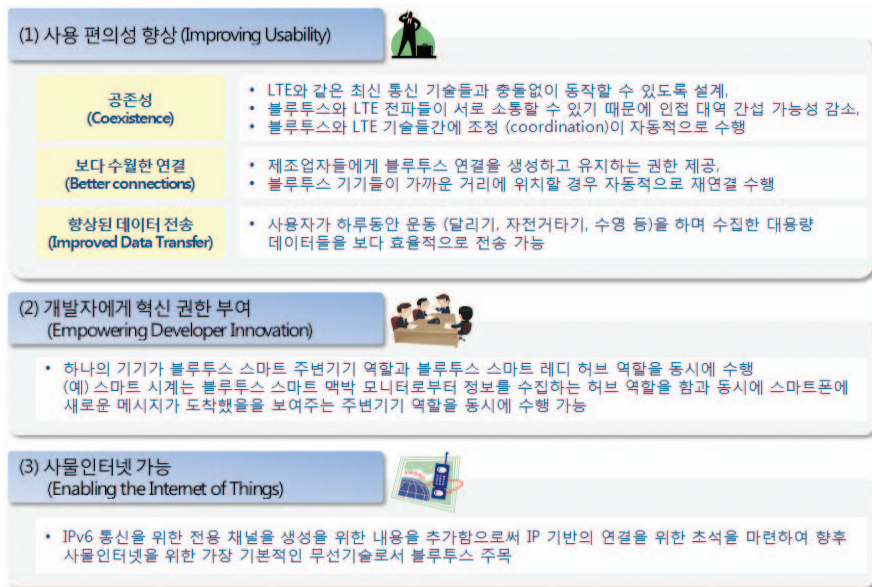 (1) 사용 편의성 향상 (Improving Usability)
공존성
(Coexistence)
• LTE와 같은 최신 통신 기술들과 충돌없이 동작할 수 있도록 설계,
• 블루투스와 LTE 전파들이 서로 소통할 수 있기 때문에 인접 대역 간섭 가능성 감소,
• 블루투스와 LTE 기술들간에 조정 (coordination)이 자동적으로 수행
보다 수월한 연결
(Better connections)
• 제조업자들에게 블루투스 연결을 생성하고 유지하는 권한 제공,
• 블루투스 기기들이 가까운 거리에 위치할 경우 자동적으로 재연결 수행
향상된 데이터 전송
(Improved Data Transfer)
• 사용자가 하루동안 운동 (달리기, 자전거타기, 수영 등)을 하며 수집한 대용량
데이터들을 보다 효율적으로 전송 가능
(2) 개발자에게 혁신 권한 부여
(Empowering Developer Innovation)
• 하나의 기기가 블루투스 스마트 주변기기 역할과 블루투스 스마트 레디 허브 역할을 동시에 수행
(예) 스마트 시계는 블루투스 스마트 맥박 모니터로부터 정보를 수집하는 허브 역할을 함과 동시에 스마트폰에
새로운 메시지가 도착했을을 보여주는 주변기기 역할을 동시에 수행 가능
(3) 사물인터넷 가능
(Enabling the Internet of Things)
• IPv6 통신을 위한 전용 채널을 생성을 위한 내용을 추가함으로써 IP 기반의 연결을 위한 초석을 마련하여 향후
사물인터넷을 위한 가장 기본적인 무선기술로서 블루투스 주목